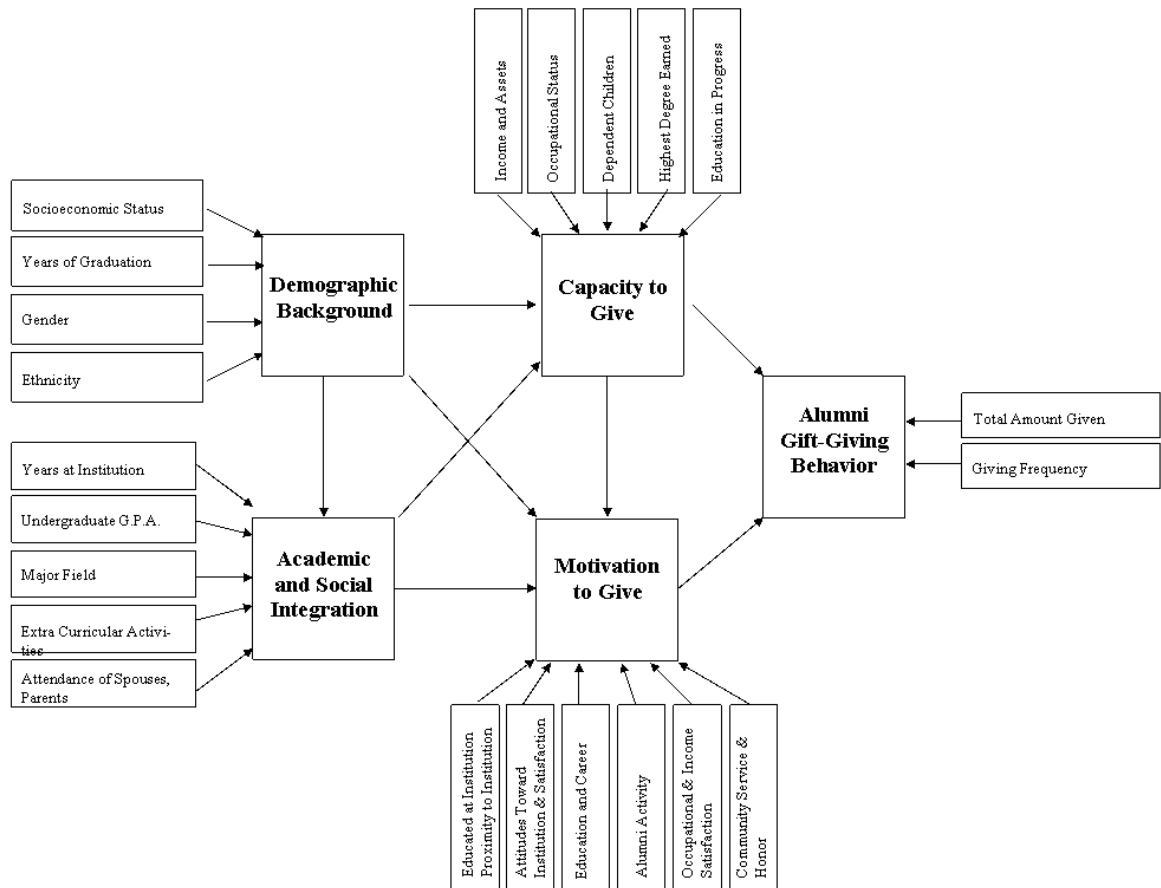 Income and Assets
Occupational Status
Dependent Children
Highest Degree Earned
Education in Progress
Socioeconomic Status
Years of Graduation
Gender
Ethnicity
Demographic
Background
Capacity to
Give
Alumni
Gift-Giving
Behavior
Total Amount Given
Giving Frequency
Years at Institution
Undergraduate G.P.A.
Major Field
Extra Curricular Activi-
ties
Attendance of Spouses,
Parents
Academic
and Social
Integration
Motivation
to Give
Educated at Institution
Proximity to Institution
Attitudes Toward
Institution & Satisfaction
Education and Career
Alumni Activity
Occupational & Income
Satisfaction
Community Service &
Honor